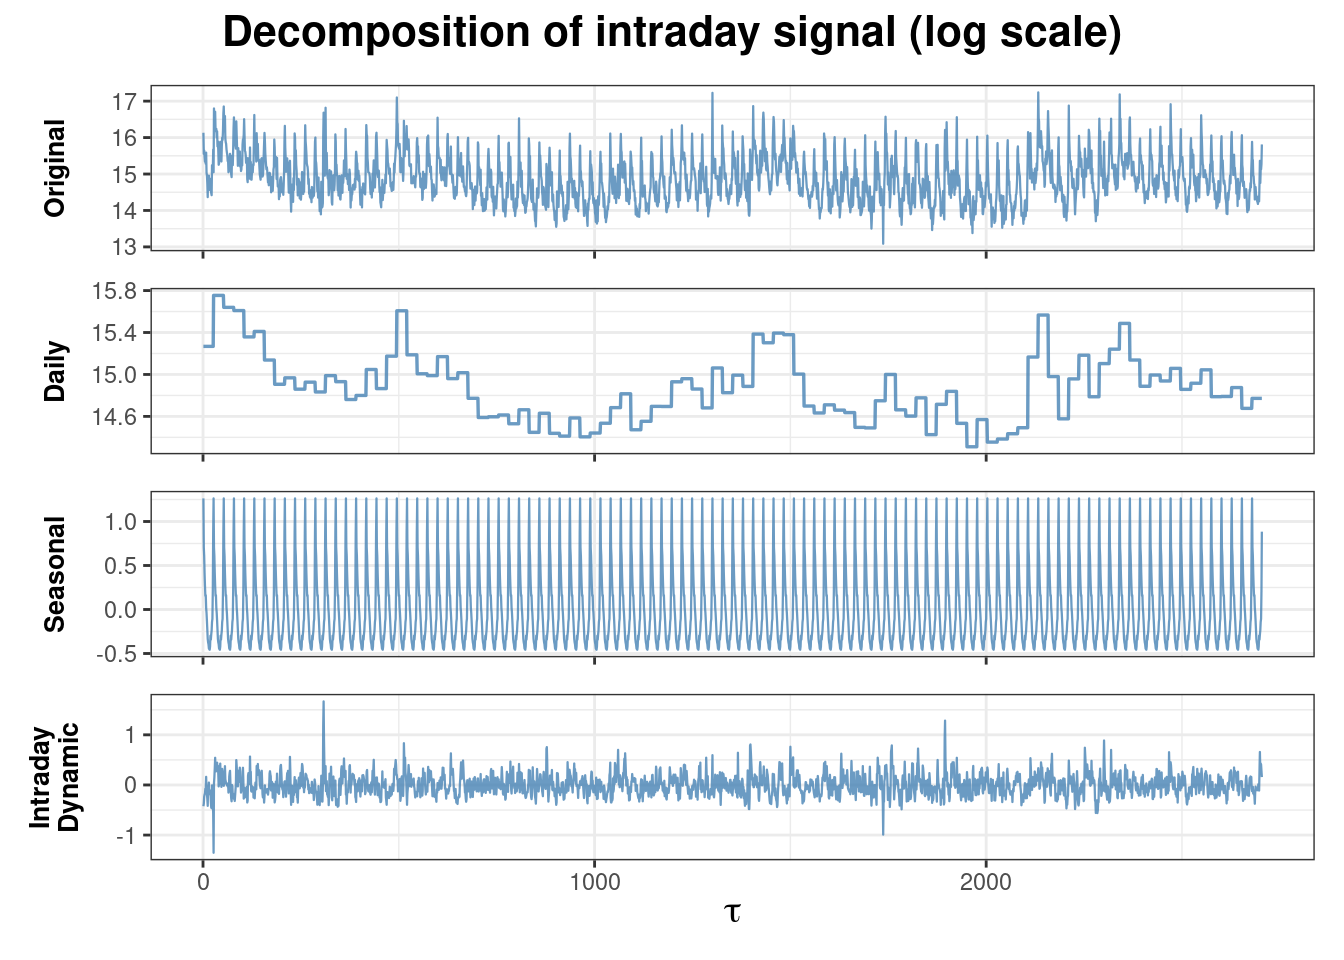 Decomposition of intraday signal (log scale)
Original
17
16
15
14
13
Daily
15.8
15.4
15.0
14.6
Seasonal
1.0
0.5
0.0
-0.5
Intraday
Dynamic
1
0
-1
0 1000 2000
τ